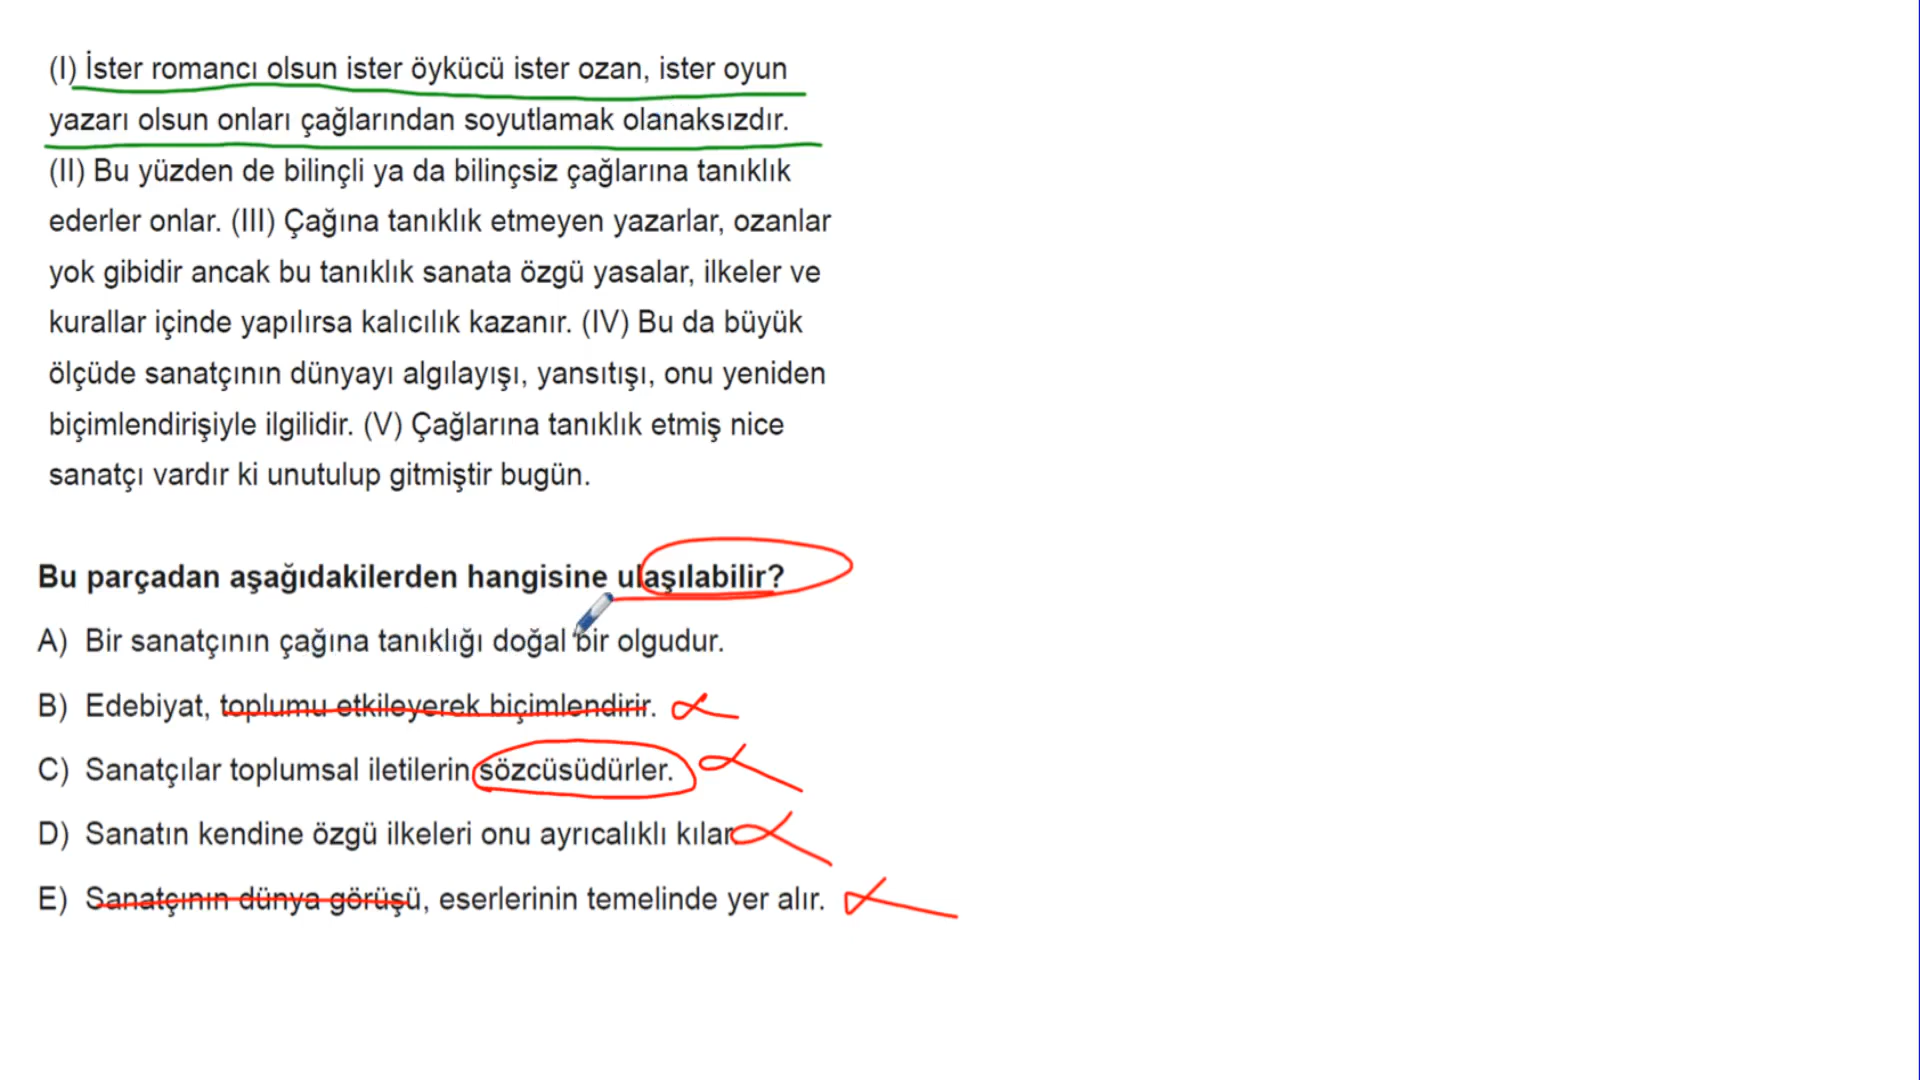 (I) İster romancı olsun ister öykücü ister ozan, ister oyun
yazarı olsun onları çağlarından soyutlamak olanaksızdır.
(II) Bu yüzden de bilinçli ya da bilinçsiz çağlarına tanıklık
ederler onlar. (III) Çağına tanıklık etmeyen yazarlar, ozanlar
yok gibidir ancak bu tanıklık sanata özgü yasalar, ilkeler ve
kurallar içinde yapılırsa kalıcılık kazanır. (IV) Bu da büyük
ölçüde sanatçının dünyayı algılayışı, yansıtışı, onu yeniden
biçimlendirişiyle ilgilidir. (V) Çağlarına tanıklık etmiş nice
sanatçı vardır ki unutulup gitmiştir bugün.
Bu parçadan aşağıdakilerden hangisine ulaşılabilir?
A) Bir sanatçının çağına tanıklığı doğal bir olgudur.
B) Edebiyat, toplumu etkileyerek biçimlendirir.
C) Sanatçılar toplumsal iletilerin sözcüsüdürler.
D) Sanatın kendine özgü ilkeleri onu ayrıcalıklı kılar
E) Sanatçının dünya görüşü, eserlerinin temelinde yer alır.